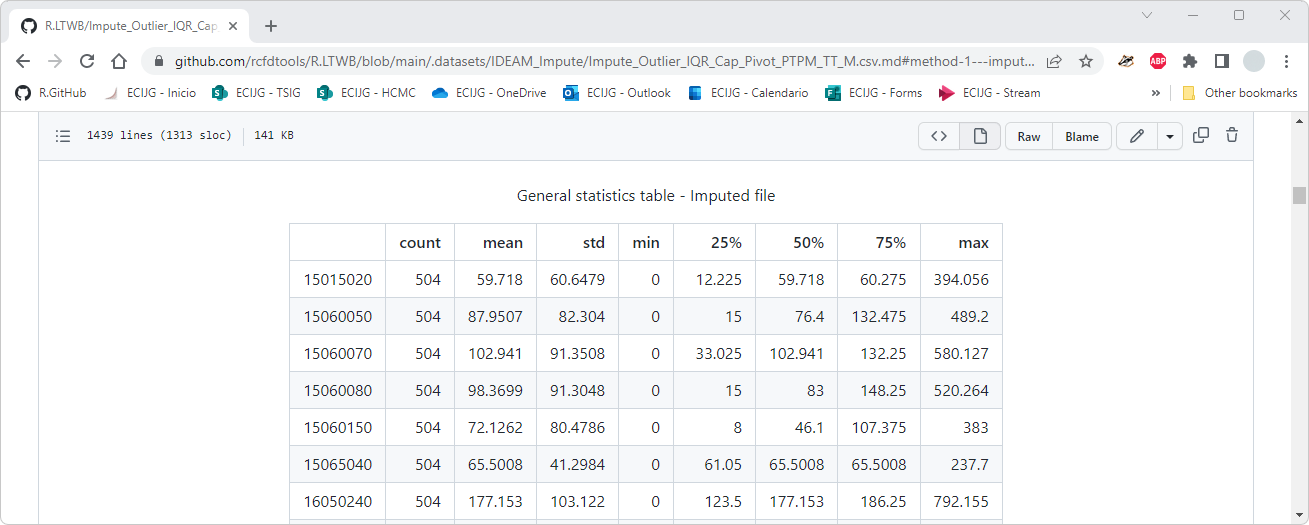 R.LTWB/Impute_Outlier_IQR_Cap_
github.com/rcfdtools/R.LTWB/blob/main/.datasets/IDEAM_Impute/Impute_Outlier_IQR_Cap_Pivot_PTPM_TT_M.csv.md#method-1---imput...
ABP
R.GitHub ECIJG - Inicio ECIJG - TSIG ECIJG - HCMC ECIJG - OneDrive ECIJG - Outlook ECIJG - Calendario ECIJG - Forms ECIJG - Stream » Other bookmarks
1439 lines (1313 sloc) 141 KB Raw Blame
General statistics table - Imputed file
count mean std min 25% 50% 75% max
15015020 504 59.718 60.6479 0 12.225 59.718 60.275 394.056
15060050 504 87.9507 82.304 0 15 76.4 132.475 489.2
15060070 504 102.941 91.3508 0 33.025 102.941 132.25 580.127
15060080 504 98.3699 91.3048 0 15 83 148.25 520.264
15060150 504 72.1262 80.4786 0 8 46.1 107.375 383
15065040 504 65.5008 41.2984 0 61.05 65.5008 65.5008 237.7
16050240 504 177.153 103.122 0 123.5 177.153 186.25 792.155